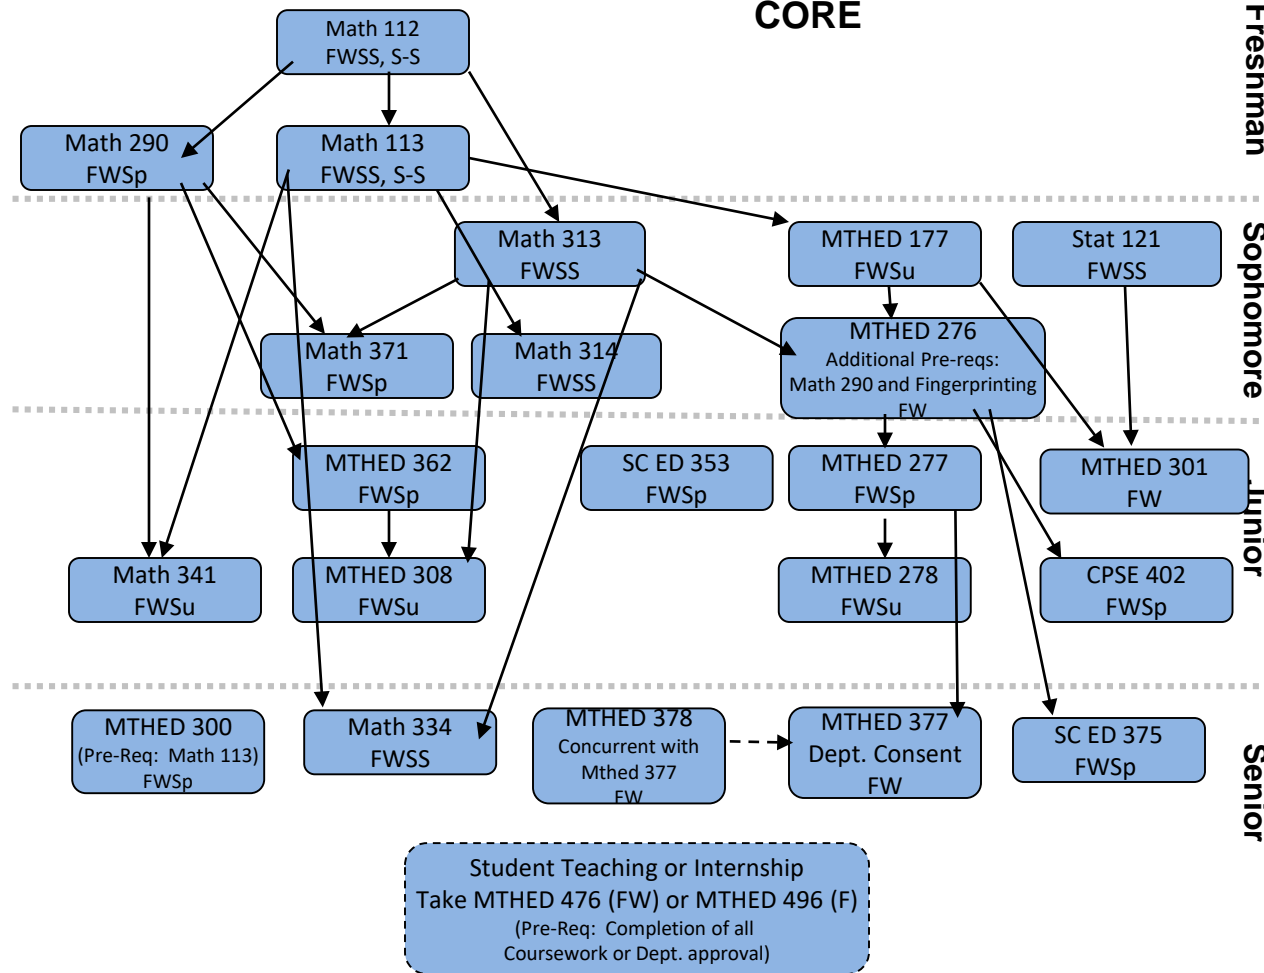 CORE
Freshman
Math 112
FWSS, S-S
Math 290
FWSp
Math 113
FWSS, S-S
Sophomore
Math 313
FWSS
MTHED 177
FWSu
Stat 121
FWSS
Math 371
FWSp
Math 314
FWSS
MTHED 276
Additional Pre-reqs:
Math 290 and Fingerprinting
FW
Junior
MTHED 362
FWSp
SC ED 353
FWSp
MTHED 277
FWSp
MTHED 301
FW
Math 341
FWSu
MTHED 308
FWSu
MTHED 278
FWSu
CPSE 402
FWSp
Senior
MTHED 300
(Pre-Req: Math 113)
FWSp
Math 334
FWSS
MTHED 378
Concurrent with
Mthed 377
FW
MTHED 377
Dept. Consent
FW
SC ED 375
FWSp
Student Teaching or Internship
Take MTHED 476 (FW) or MTHED 496 (F)
(Pre-Req: Completion of all
Coursework or Dept. approval)